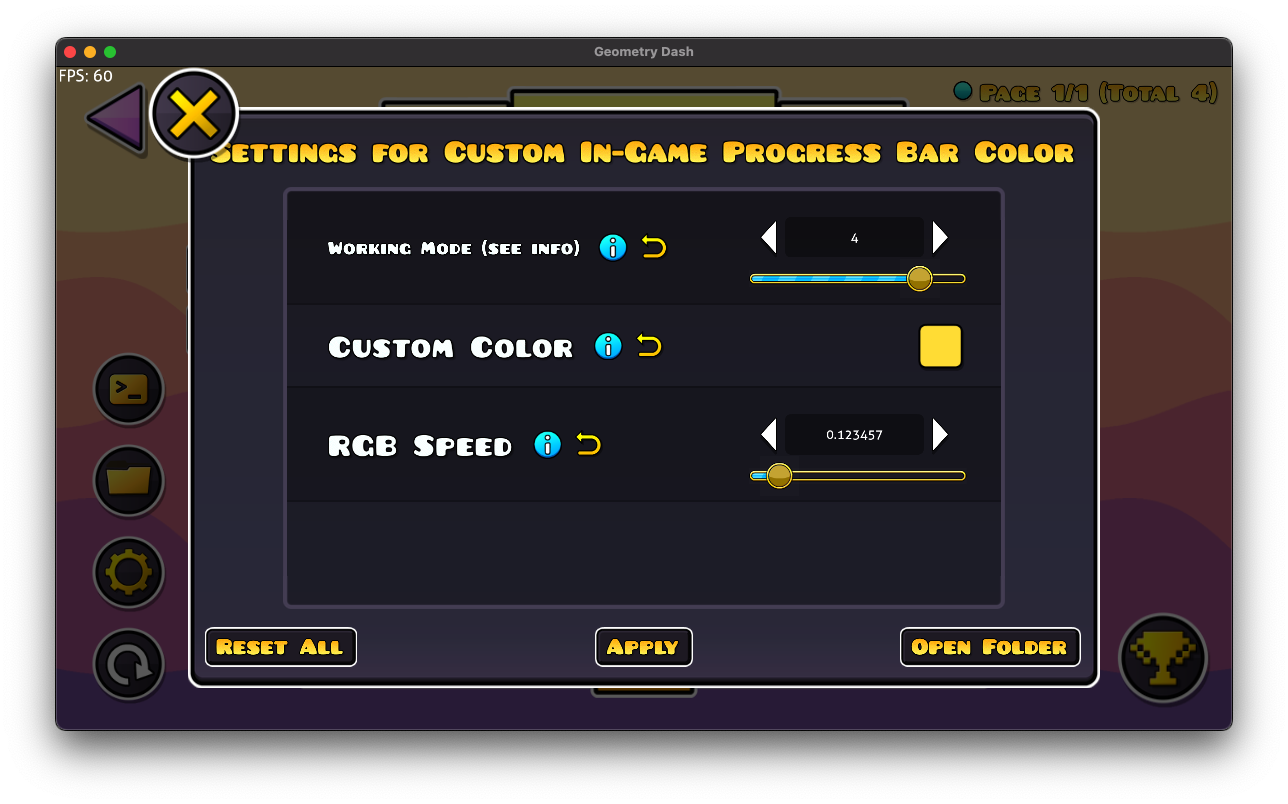 Geometry Dash
FPS: 60
Page 1/1 (Total 4)
Settings for Custom In-Game Progress Bar Color
Working Mode (see info)
4
Custom Color
RGB Speed
0.123457
Reset All
Apply
Open Folder